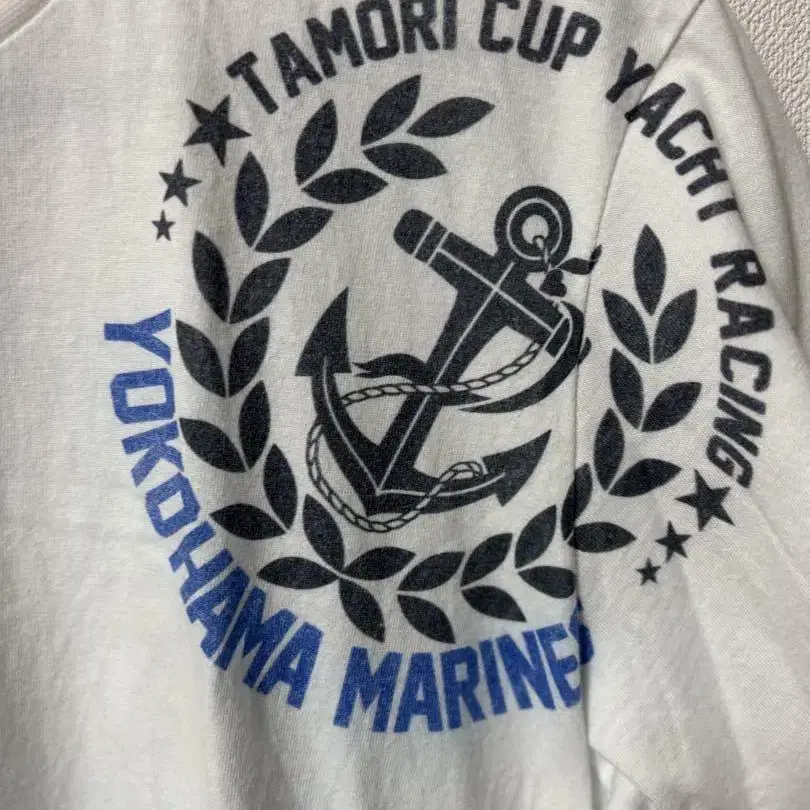 TAMORI CUP YACHT RACING
YOKOHAMA MARINES